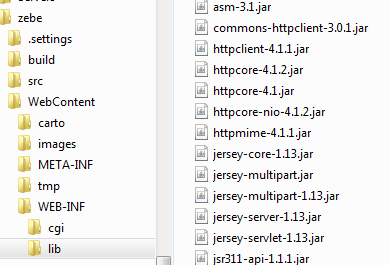 zebe
.settings
build
src
WebContent
carto
images
META-INF
tmp
WEB-INF
cgi
lib
asm-3.1.jar
commons-httpclient-3.0.1.jar
httpclient-4.1.1.jar
httpcore-4.1.2.jar
httpcore-4.1.jar
httpcore-nio-4.1.2.jar
httpmime-4.1.1.jar
jersey-core-1.13.jar
jersey-multipart.jar
jersey-multipart-1.13.jar
jersey-server-1.13.jar
jersey-servlet-1.13.jar
jsr311-api-1.1.1.jar